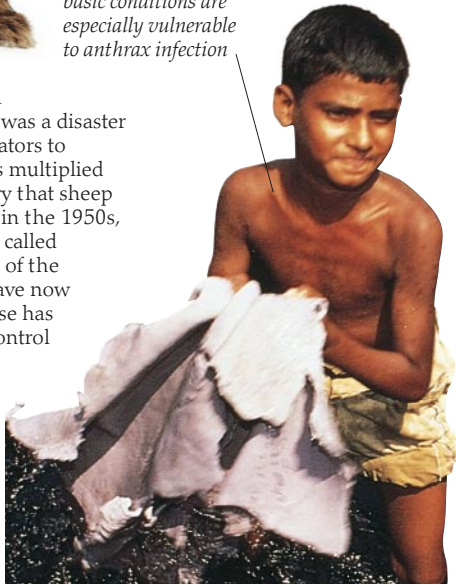 basic conditions are
especially vulnerable
to anthrax infection
was a disaster
ators to
s multiplied
ry that sheep
in the 1950s,
called
of the
ave now
se has
ontrol